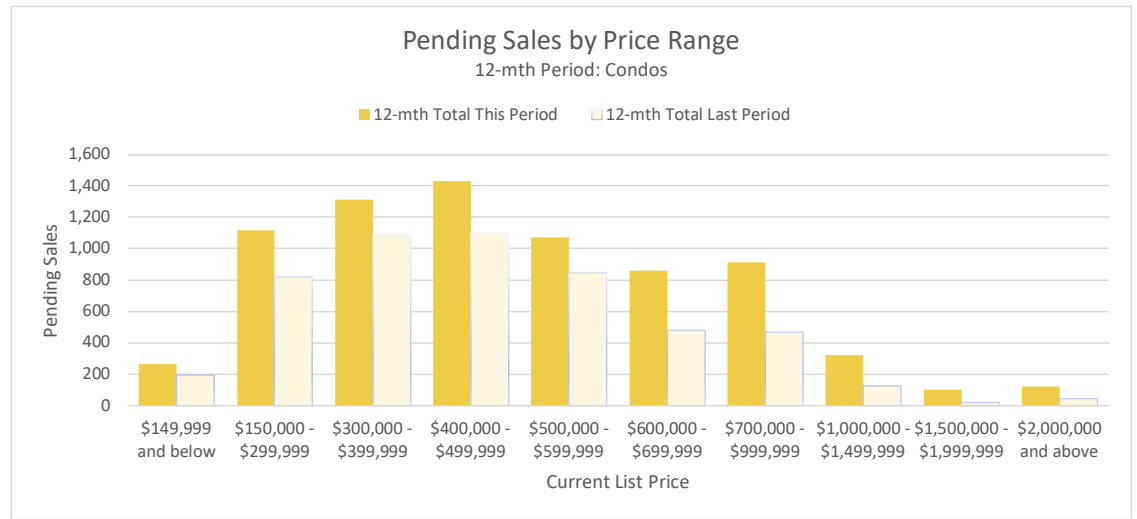 Pending Sales by Price Range
12-mth Period: Condos
12-mth Total This Period 12-mth Total Last Period
Pending Sales
1,600
1,400
1,200
1,000
800
600
400
200
0
$149,999 and below
$150,000 - $299,999
$300,000 - $399,999
$400,000 - $499,999
$500,000 - $599,999
$600,000 - $699,999
$700,000 - $999,999
$1,000,000 - $1,499,999
$1,500,000 - $1,999,999
$2,000,000 and above
Current List Price